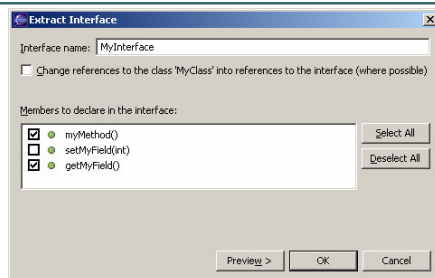 Extract Interface
Interface name: MyInterface
Change references to the class 'MyClass' into references to the interface (where possible)
Members to declare in the interface:
myMethod()
setMyField(int)
getMyField()
Select All
Deselect All
Preview >
OK
Cancel